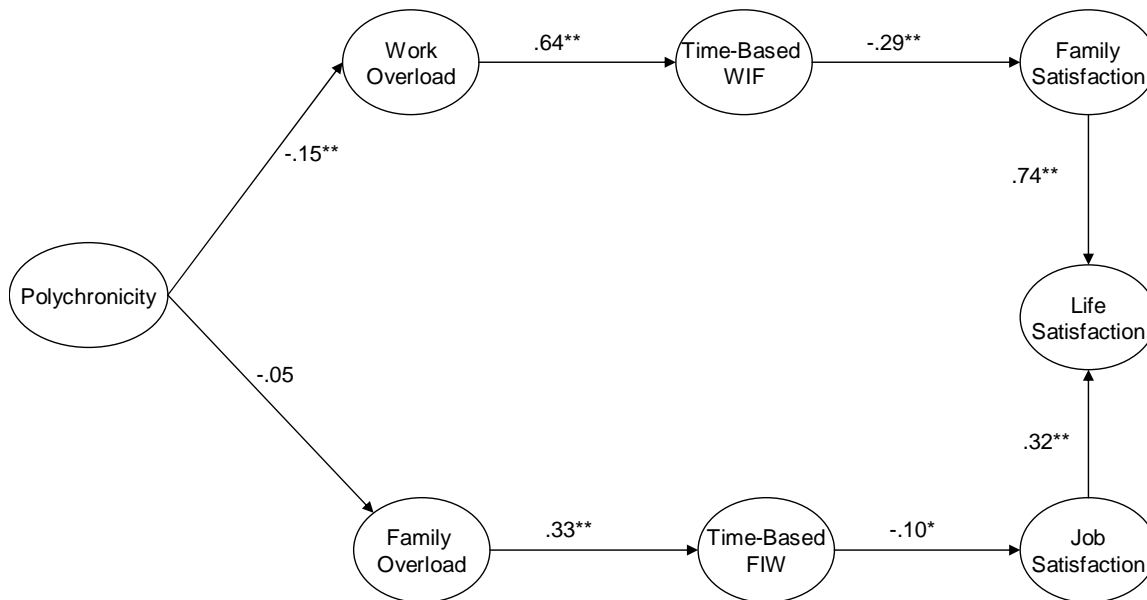 Work
Overload
.64**
Time-Based
WIF
-.29**
Family
Satisfaction
-.15**
.74**
Polychronicity
Life
Satisfaction
-.05
.32**
Family
Overload
.33**
Time-Based
FIW
-.10*
Job
Satisfaction